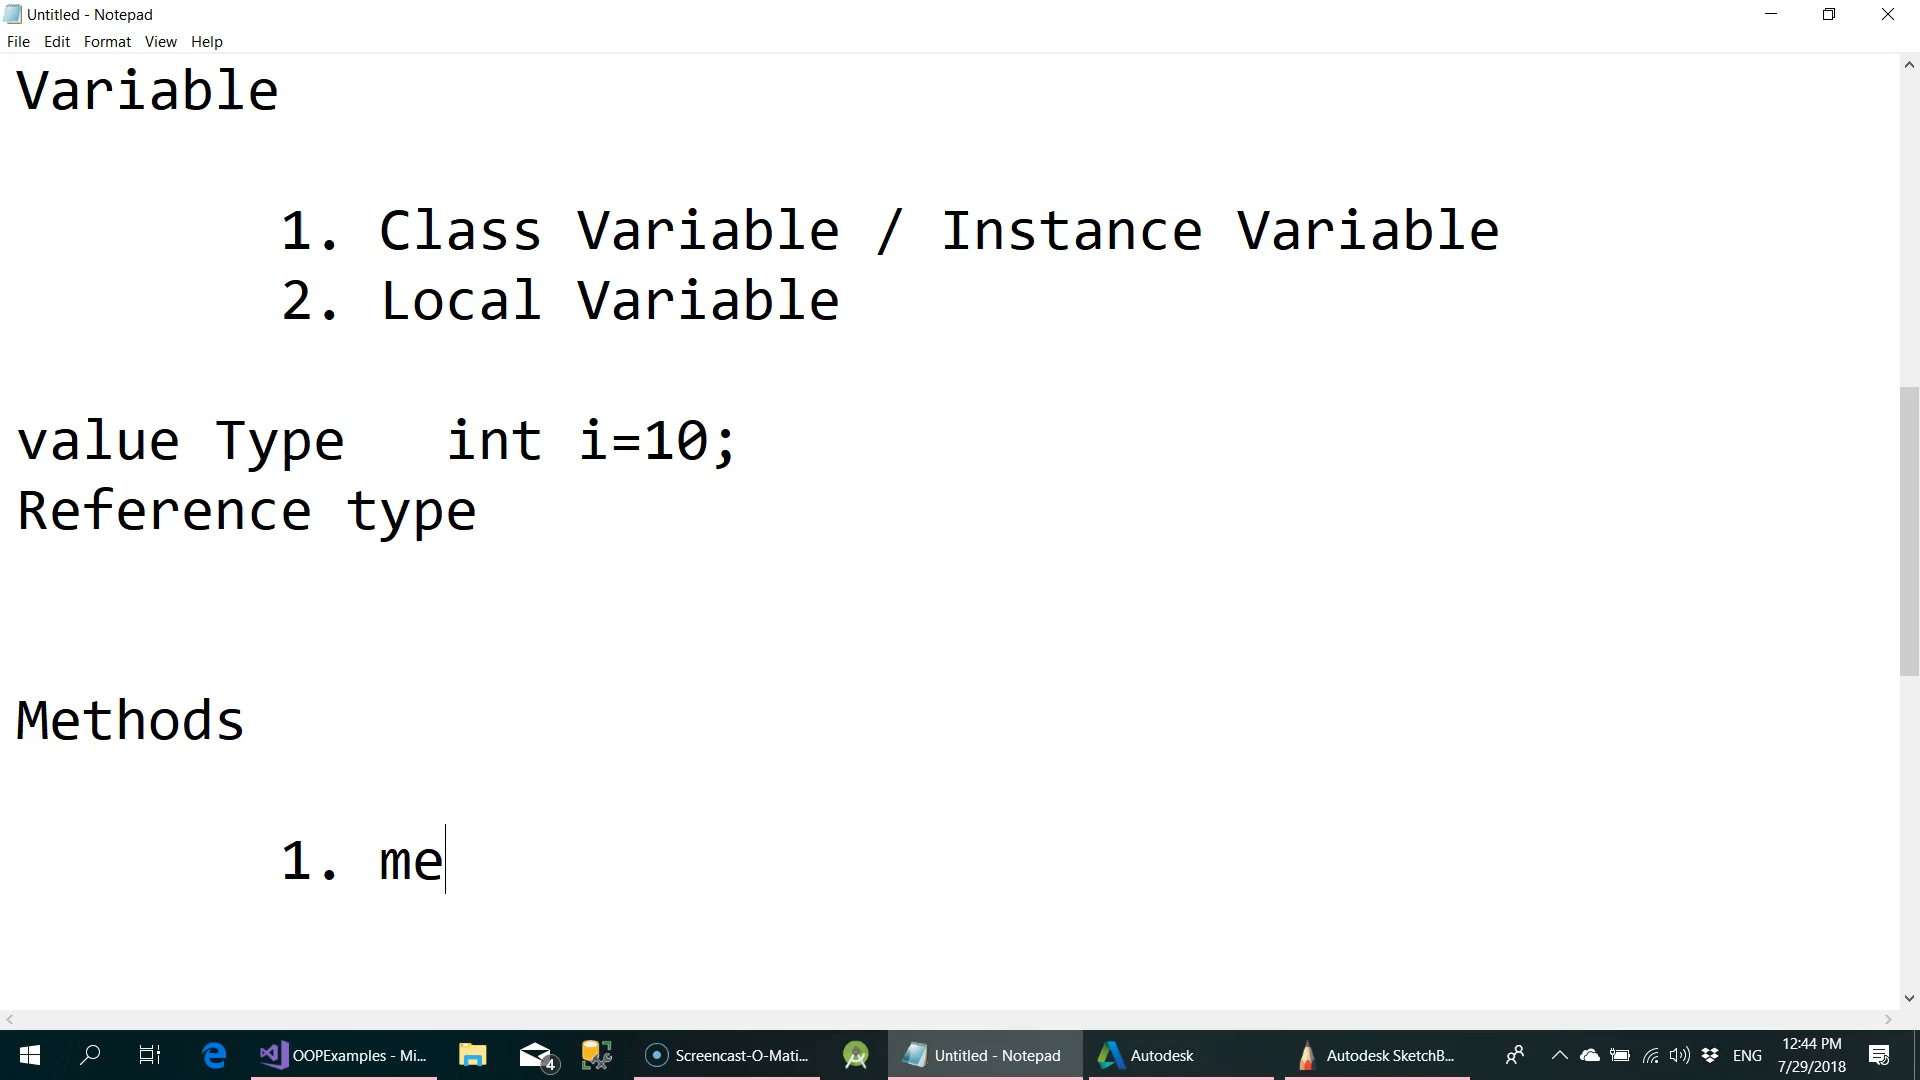 Untitled - Notepad
File Edit Format View Help
Variable
1. Class Variable / Instance Variable
2. Local Variable
value Type int i=10;
Reference type
Methods
1. me
OOPExamples - Mi...
4
Screencast-O-Mati...
Untitled - Notepad
Autodesk
Autodesk SketchB...
ENG
12:44 PM
7/29/2018